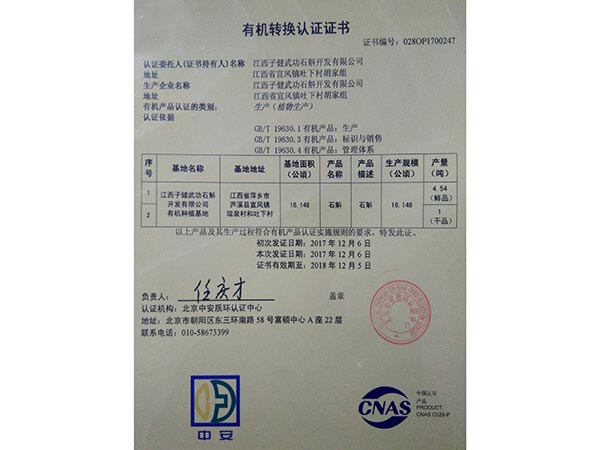 有机转换认证证书
证书编号：028OP1700247
认证委托人(证书持有人)名称 江西子健武功石斛开发有限公司
地址 江西省宣风镇吐下村胡家组
生产企业名称 江西子健武功石斛开发有限公司
地址 江西省宣风镇吐下村胡家组
有机产品认证的类别： 生产（植物生产）
认证依据
GB/T 19630.1 有机产品：生产
GB/T 19630.3 有机产品：标识与销售
GB/T 19630.4 有机产品：管理体系
序号 基地名称 基地地址 基地面积（公顷） 产品名称 产品描述 生产规模（公顷） 产量（吨）
1 江西子健武功石斛开发有限公司有机种植基地 江西省萍乡市芦溪县宣风镇瑞泉村和吐下村 16.148 石斛 石斛 16.148 4.54（鲜品）
2 1（干品）
以上产品及其生产过程符合有机产品认证实施规则的要求，特发此证。
初次发证日期：2017 年 12 月 6 日
本次发证日期：2017 年 12 月 6 日
证书有效期至：2018 年 12 月 5 日
负责人： 任庆才 盖章
认证机构：北京中安质环认证中心
地址：北京市朝阳区东三环南路 58 号富顿中心 A 座 22 层
联系电话：010-58673399
中安
CNAS
中国认可
产品
PRODUCT
CNAS C028-P